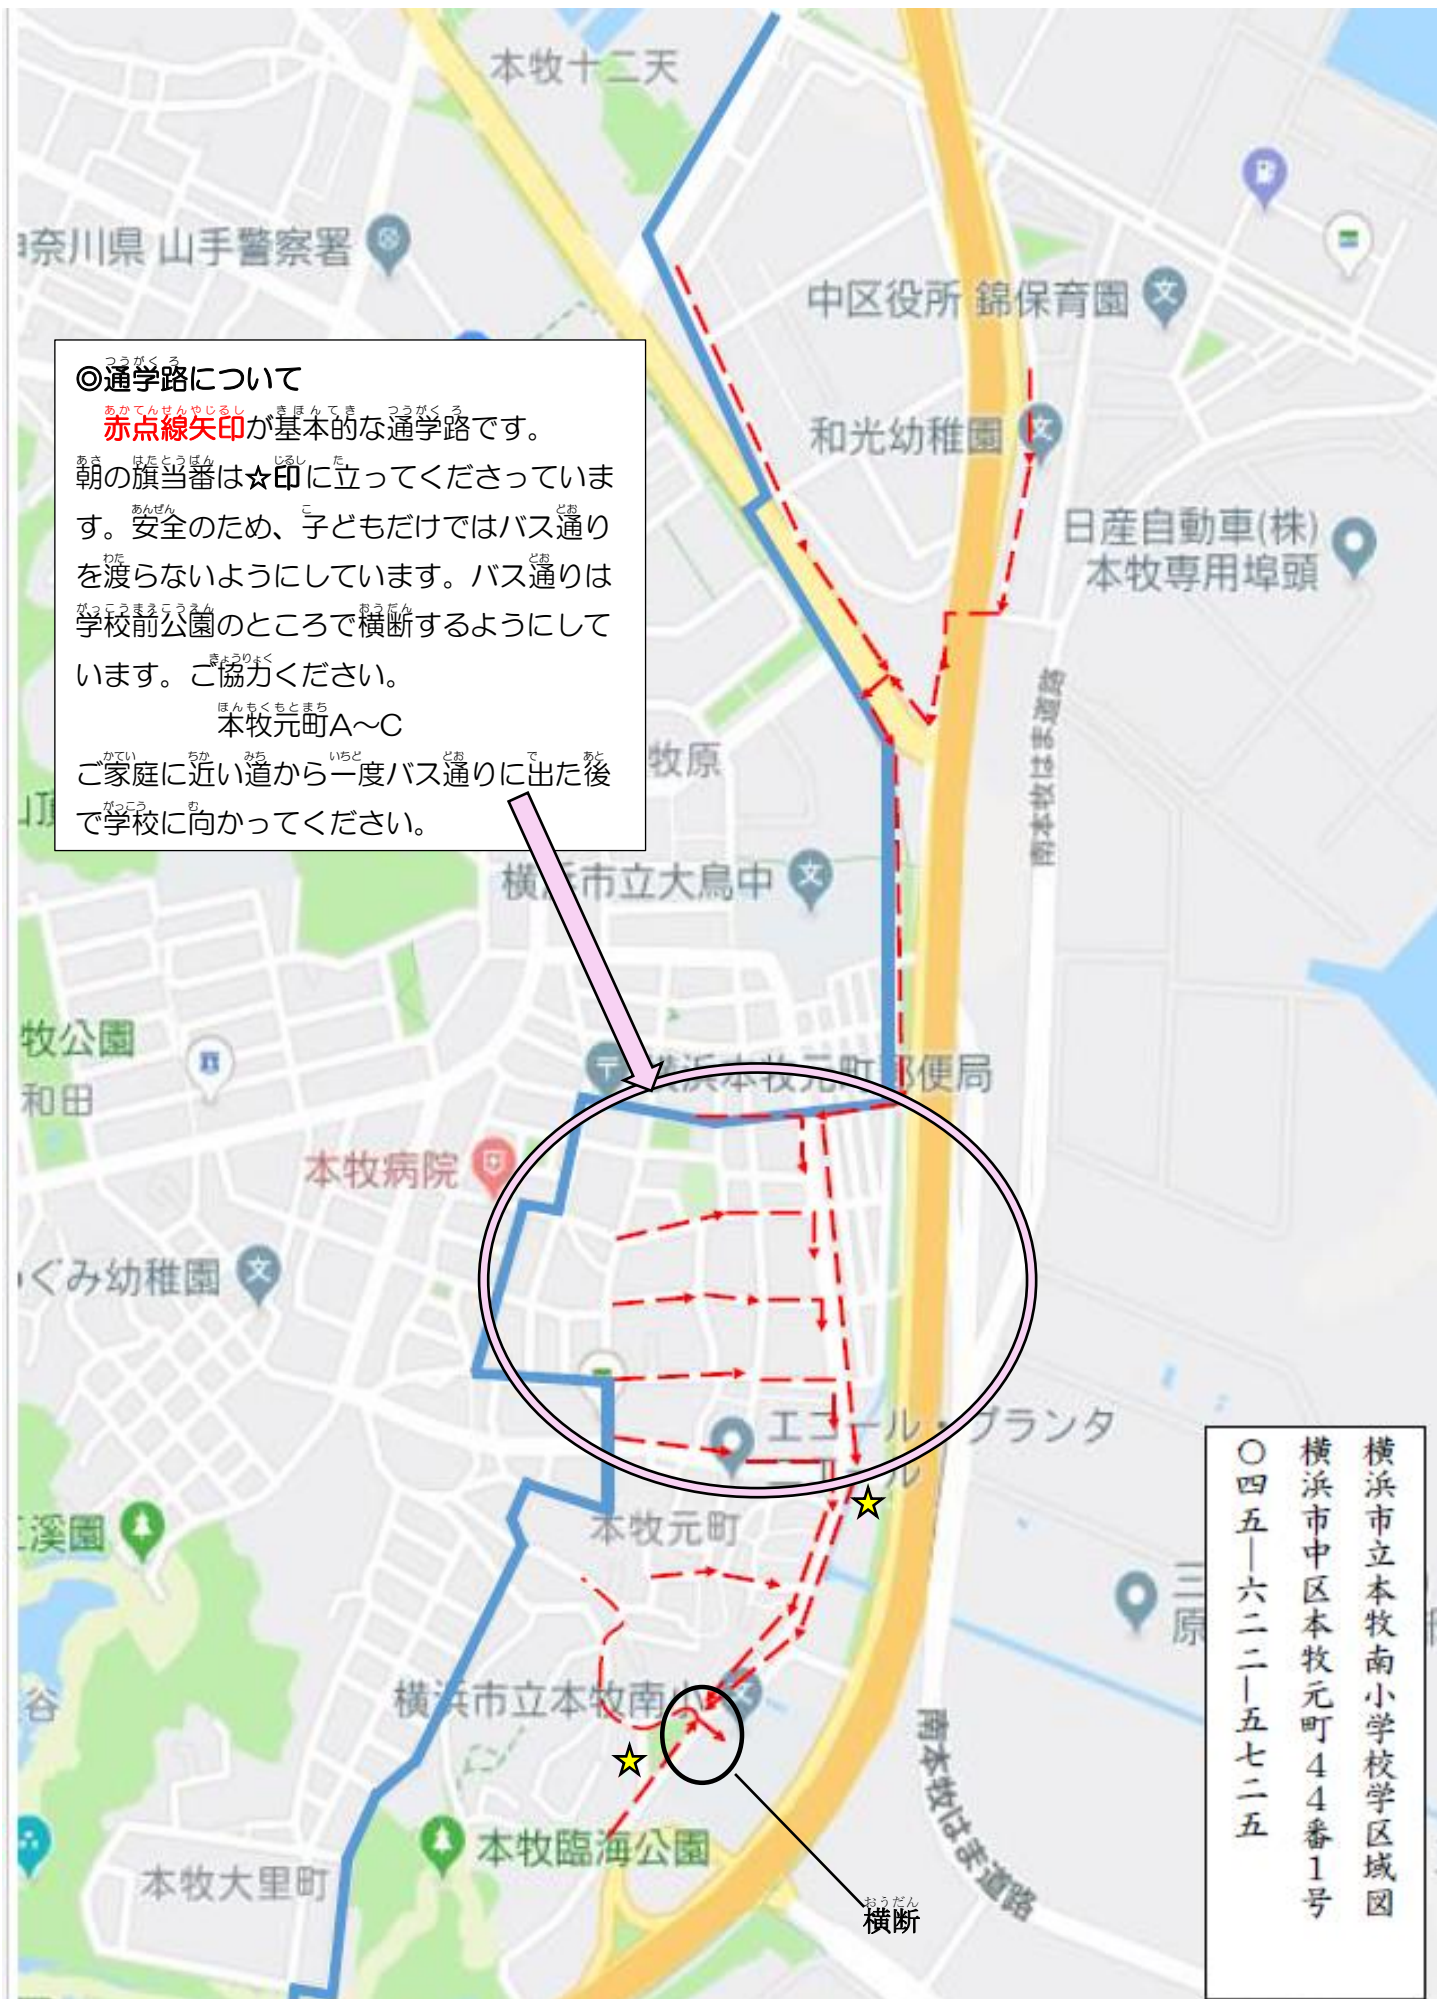 本牧十二天
奈川県 山手警察署
中区役所 錦保育園
和光幼稚園
日産自動車(株)
本牧専用埠頭
◎通学路について
赤点線矢印が基本的な通学路です。
朝の旗当番は☆印に立ってくださっていま
す。安全のため、子どもだけではバス通り
を渡らないようにしています。バス通りは
学校前公園のところで横断するようにして
います。ご協力ください。
本牧元町A～C
ご家庭に近い道から一度バス通りに出た後
で学校に向かってください。
牧原
南本牧はま道路
横浜市立大鳥中
牧公園
和田
横浜本牧元町郵便局
本牧病院
ぐみ幼稚園
エコール・プランタ
ール
溪園
本牧元町
三
原
谷
横浜市立本牧南小
南本牧はま道路
本牧臨海公園
本牧大里町
横断
横浜市立本牧南小学校学区域図
横浜市中区本牧元町44番1号
〇四五ー六二二ー五七二五